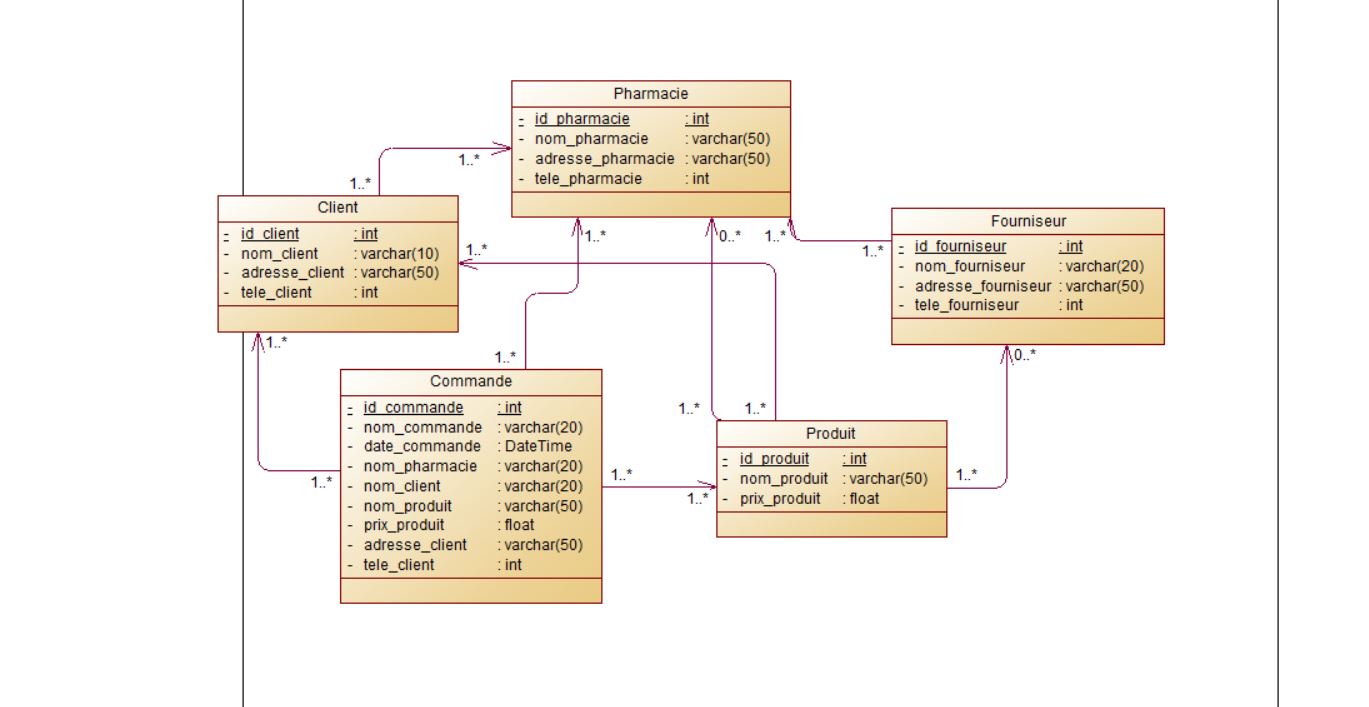 Pharmacie
- id_pharmacie : int
- nom_pharmacie : varchar(50)
- adresse_pharmacie : varchar(50)
- tele_pharmacie : int
1..*
1..*
Client
- id_client : int
- nom_client : varchar(10)
- adresse_client : varchar(50)
- tele_client : int
Fourniseur
- id_fourniseur : int
- nom_fourniseur : varchar(20)
- adresse_fourniseur : varchar(50)
- tele_fourniseur : int
1..*
0..*
1..*
1..*
1..*
1..*
0..*
1..*
Commande
- id_commande : int
- nom_commande : varchar(20)
- date_commande : DateTime
- nom_pharmacie : varchar(20)
- nom_client : varchar(20)
- nom_produit : varchar(50)
- prix_produit : float
- adresse_client : varchar(50)
- tele_client : int
1..*
1..*
Produit
- id_produit : int
- nom_produit : varchar(50)
- prix_produit : float
1..*
1..*
1..*
1..*